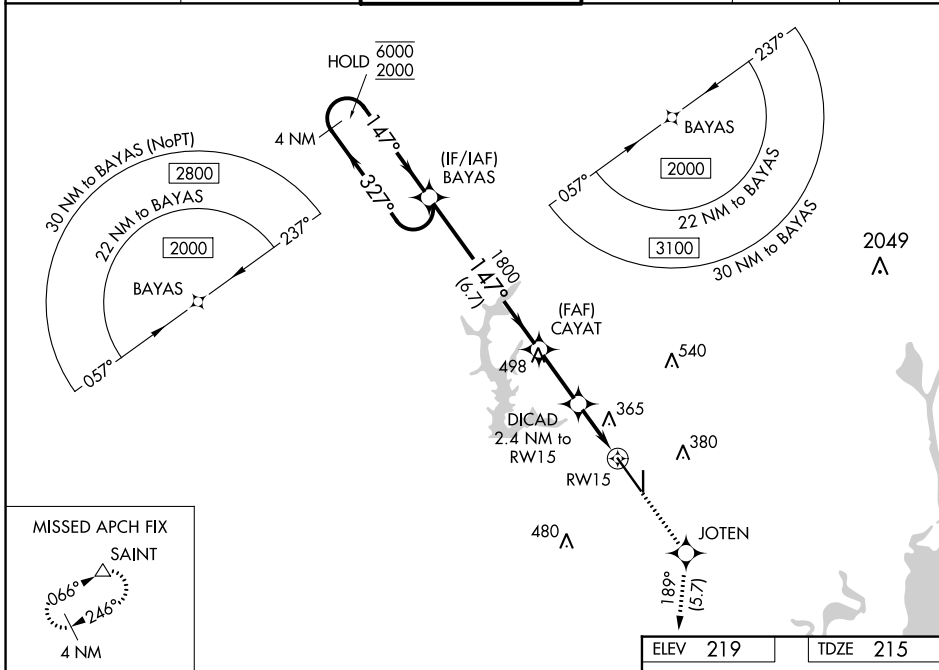 HOLD 6000
2000
4 NM
147°
327°
(IF/IAF)
BAYAS
30 NM to BAYAS (NoPT)
2800
22 NM to BAYAS
2000
237°
BAYAS
057°
237°
BAYAS
2000
057°
22 NM to BAYAS
3100
30 NM to BAYAS
2049
1800
147°
(6.7)
(FAF)
CAYAT
498
540
DICAD
2.4 NM to
RW15
365
380
RW15
480
JOTEN
189°
(5.7)
MISSED APCH FIX
SAINT
066°
246°
4 NM
ELEV 219
TDZE 215